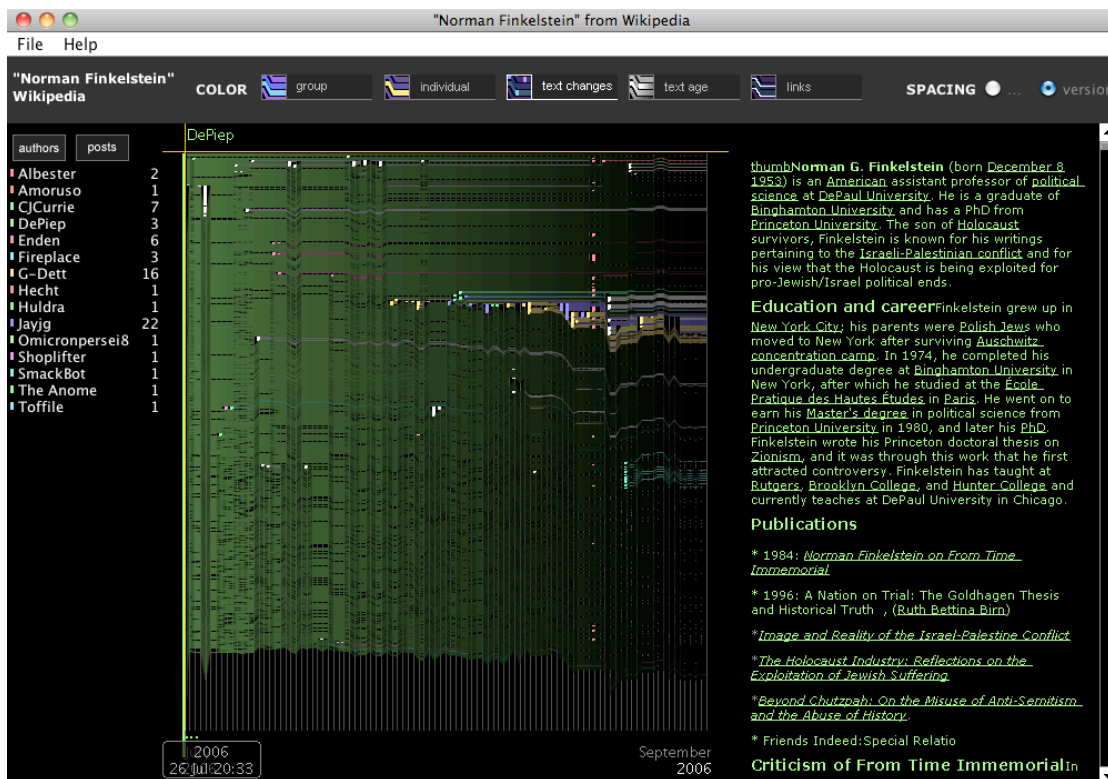 "Norman Finkelstein" from Wikipedia
File Help
"Norman Finkelstein"
Wikipedia
COLOR group individual text changes text age links SPACING ... version
authors posts
Albester 2
Amoruso 1
CJCurrie 7
DePiep 3
Enden 6
Fireplace 3
G-Dett 16
Hecht 1
Huldra 1
Jayjg 22
Omicronpersei8 1
Shoplifter 1
SmackBot 1
The Anome 1
Toffile 1
DePiep
2006
26 Jul 20:33
September
2006
thumbNorman G. Finkelstein (born December 8
1953) is an American assistant professor of political
science at DePaul University. He is a graduate of
Binghamton University and has a PhD from
Princeton University. The son of Holocaust
survivors, Finkelstein is known for his writings
pertaining to the Israeli-Palestinian conflict and for
his view that the Holocaust is being exploited for
pro-Jewish/Israel political ends.
Education and careerFinkelstein grew up in
New York City; his parents were Polish Jews who
moved to New York after surviving Auschwitz
concentration camp. In 1974, he completed his
undergraduate degree at Binghamton University in
New York, after which he studied at the École
Pratique des Hautes Études in Paris. He went on to
earn his Master's degree in political science from
Princeton University in 1980, and later his PhD.
Finkelstein wrote his Princeton doctoral thesis on
Zionism, and it was through this work that he first
attracted controversy. Finkelstein has taught at
Rutgers, Brooklyn College, and Hunter College and
currently teaches at DePaul University in Chicago.
Publications
* 1984: Norman Finkelstein on From Time
Immemorial
* 1996: A Nation on Trial: The Goldhagen Thesis
and Historical Truth , (Ruth Bettina Birn)
*Image and Reality of the Israel-Palestine Conflict
*The Holocaust Industry: Reflections on the
Exploitation of Jewish Suffering
*Beyond Chutzpah: On the Misuse of Anti-Semitism
and the Abuse of History.
* Friends Indeed:Special Relatio
Criticism of From Time ImmemorialIn